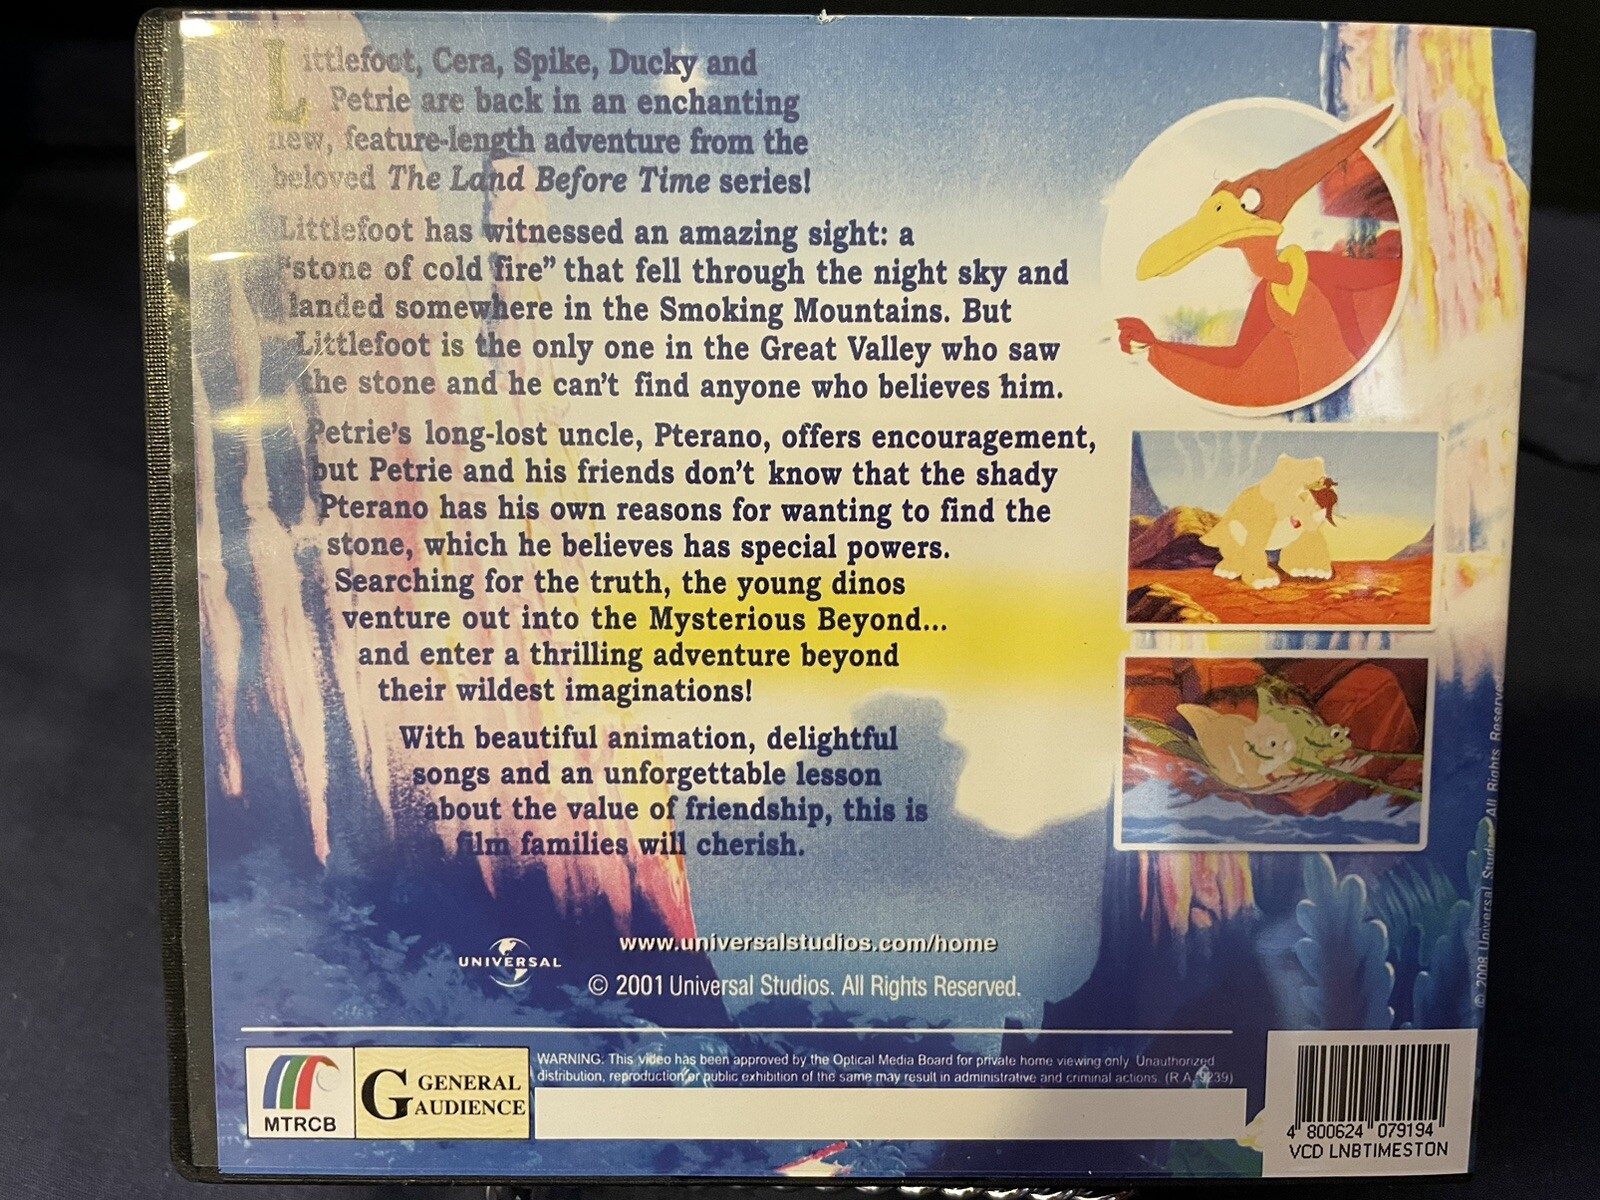 Littlefoot, Cera, Spike, Ducky and
Petrie are back in an enchanting
new, feature-length adventure from the
beloved The Land Before Time series!
Littlefoot has witnessed an amazing sight: a
“stone of cold fire” that fell through the night sky and
landed somewhere in the Smoking Mountains. But
Littlefoot is the only one in the Great Valley who saw
the stone and he can't find anyone who believes him.
Petrie's long-lost uncle, Pterano, offers encouragement,
but Petrie and his friends don't know that the shady
Pterano has his own reasons for wanting to find the
stone, which he believes has special powers.
Searching for the truth, the young dinos
venture out into the Mysterious Beyond...
and enter a thrilling adventure beyond
their wildest imaginations!
With beautiful animation, delightful
songs and an unforgettable lesson
about the value of friendship, this is
film families will cherish.
UNIVERSAL
www.universalstudios.com/home
© 2001 Universal Studios. All Rights Reserved.
© 2008 Universal Studios. All Rights Reserved
MTRCB
G GENERAL
AUDIENCE
WARNING: This video has been approved by the Optical Media Board for private home viewing only. Unauthorized
distribution, reproduction or public exhibition of the same may result in administrative and criminal actions. (R.A. 9239)
4 800624 079194
VCD LNBTIMESTON